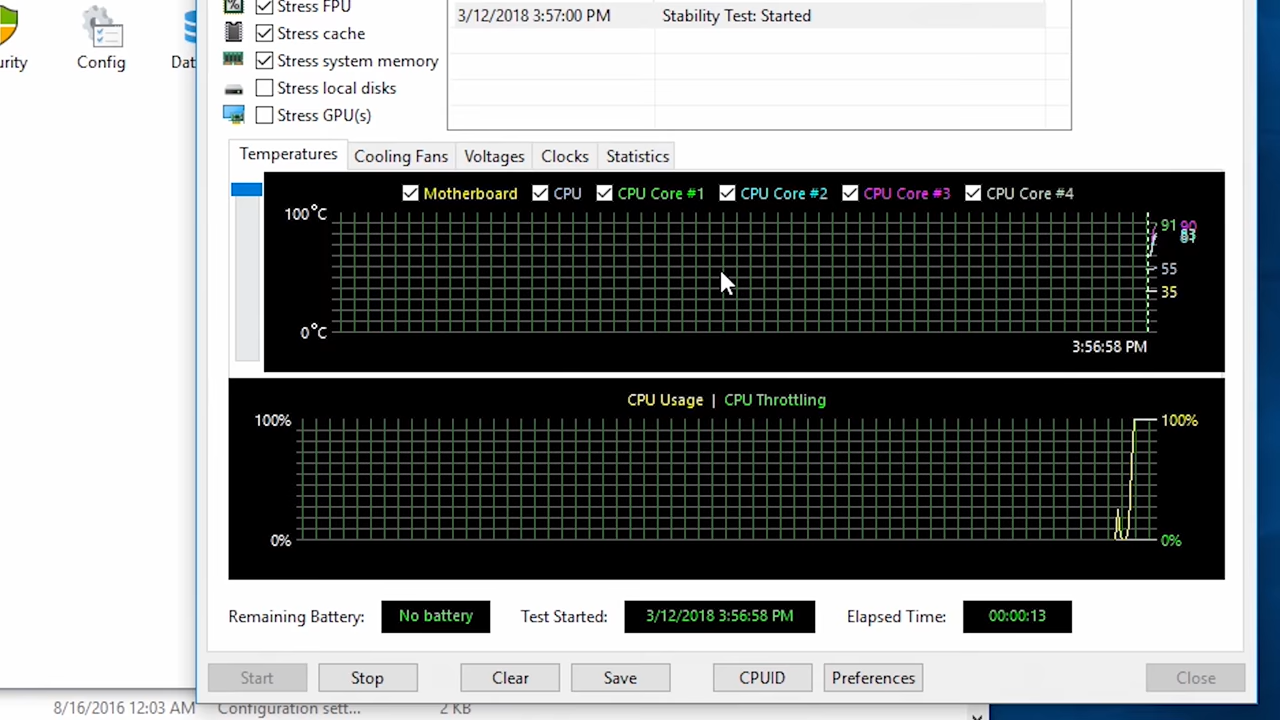 Stress FPU
3/12/2018 3:57:00 PM Stability Test: Started
Stress cache
urity Config Dat
Stress system memory
Stress local disks
Stress GPU(s)
Temperatures Cooling Fans Voltages Clocks Statistics
Motherboard CPU CPU Core #1 CPU Core #2 CPU Core #3 CPU Core #4
100°C
91 90
55
35
0°C
3:56:58 PM
CPU Usage | CPU Throttling
100% 100%
0% 0%
Remaining Battery: No battery Test Started: 3/12/2018 3:56:58 PM Elapsed Time: 00:00:13
Start Stop Clear Save CPUID Preferences Close
8/16/2016 12:03 AM Configuration sett... 2 KB